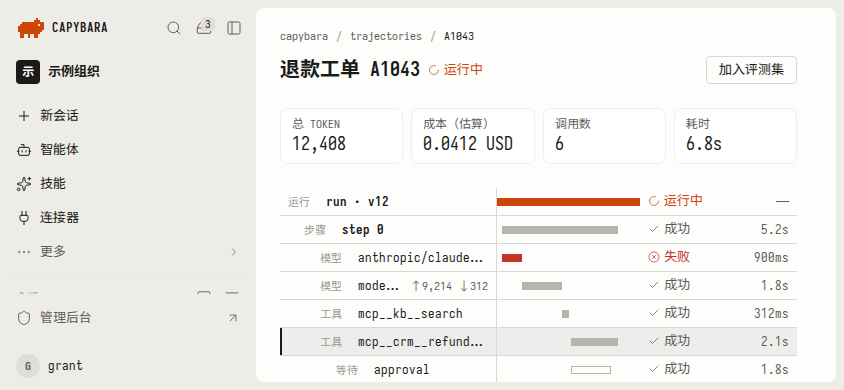 CAPYBARA
3
示 示例组织
新会话
智能体
技能
连接器
更多
管理后台
G grant
capybara / trajectories / A1043
退款工单 A1043 运行中
加入评测集
总 TOKEN
12,408
成本（估算）
0.0412 USD
调用数
6
耗时
6.8s
运行 run · v12 运行中 —
步骤 step 0 成功 5.2s
模型 anthropic/claude... 失败 900ms
模型 mode... ↑9,214 ↓312 成功 1.8s
工具 mcp__kb__search 成功 312ms
工具 mcp__crm__refund... 成功 2.1s
等待 approval 成功 1.8s